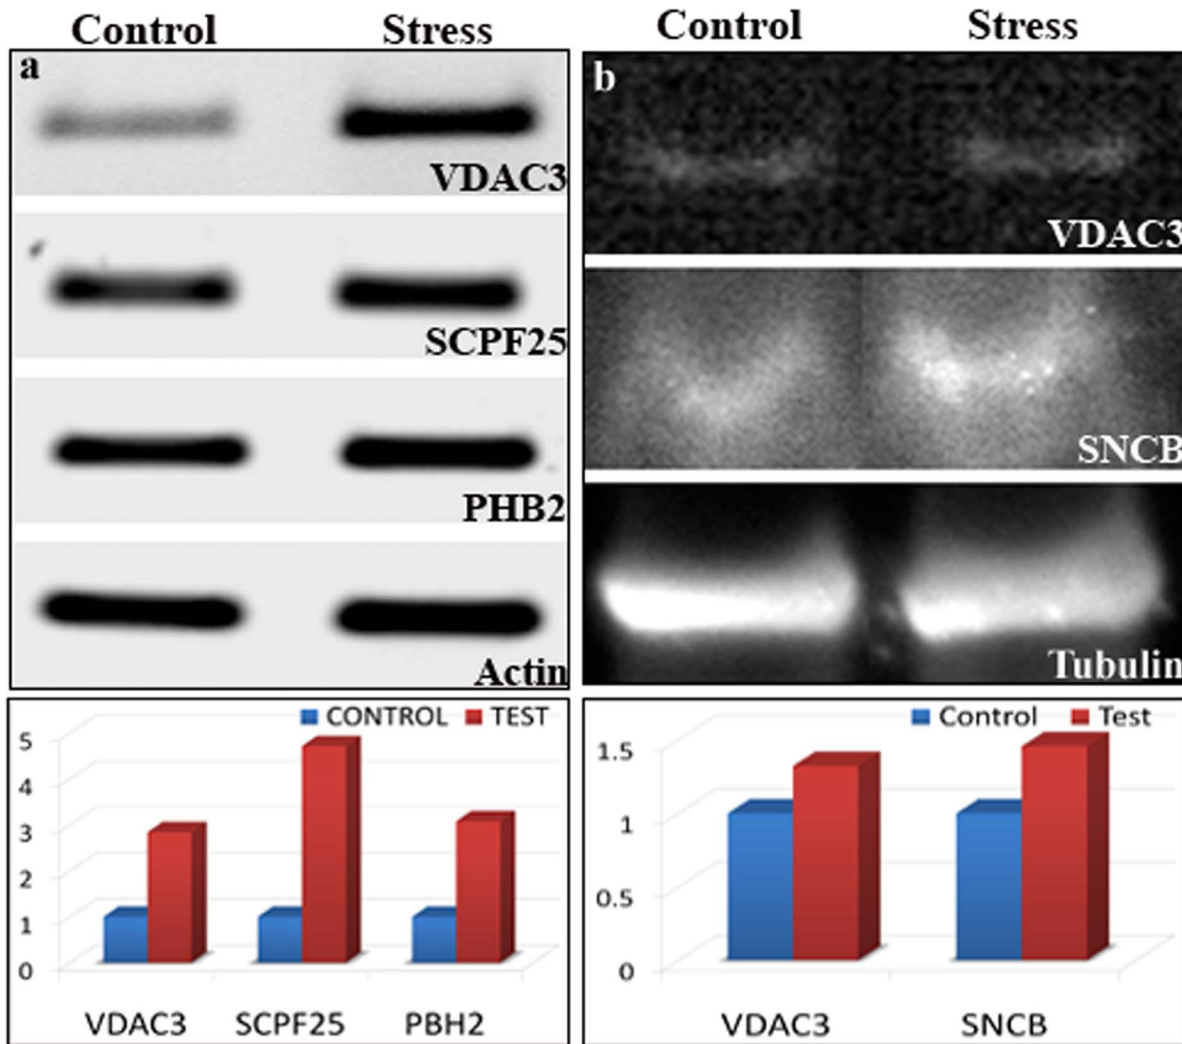 Control Stress
a
VDAC3
SCPF25
PHB2
Actin
CONTROL TEST
5
4
3
2
1
0
VDAC3 SCPF25 PBH2
Control Stress
b
VDAC3
SNCB
Tubulin
Control Test
1.5
1
0.5
0
VDAC3 SNCB